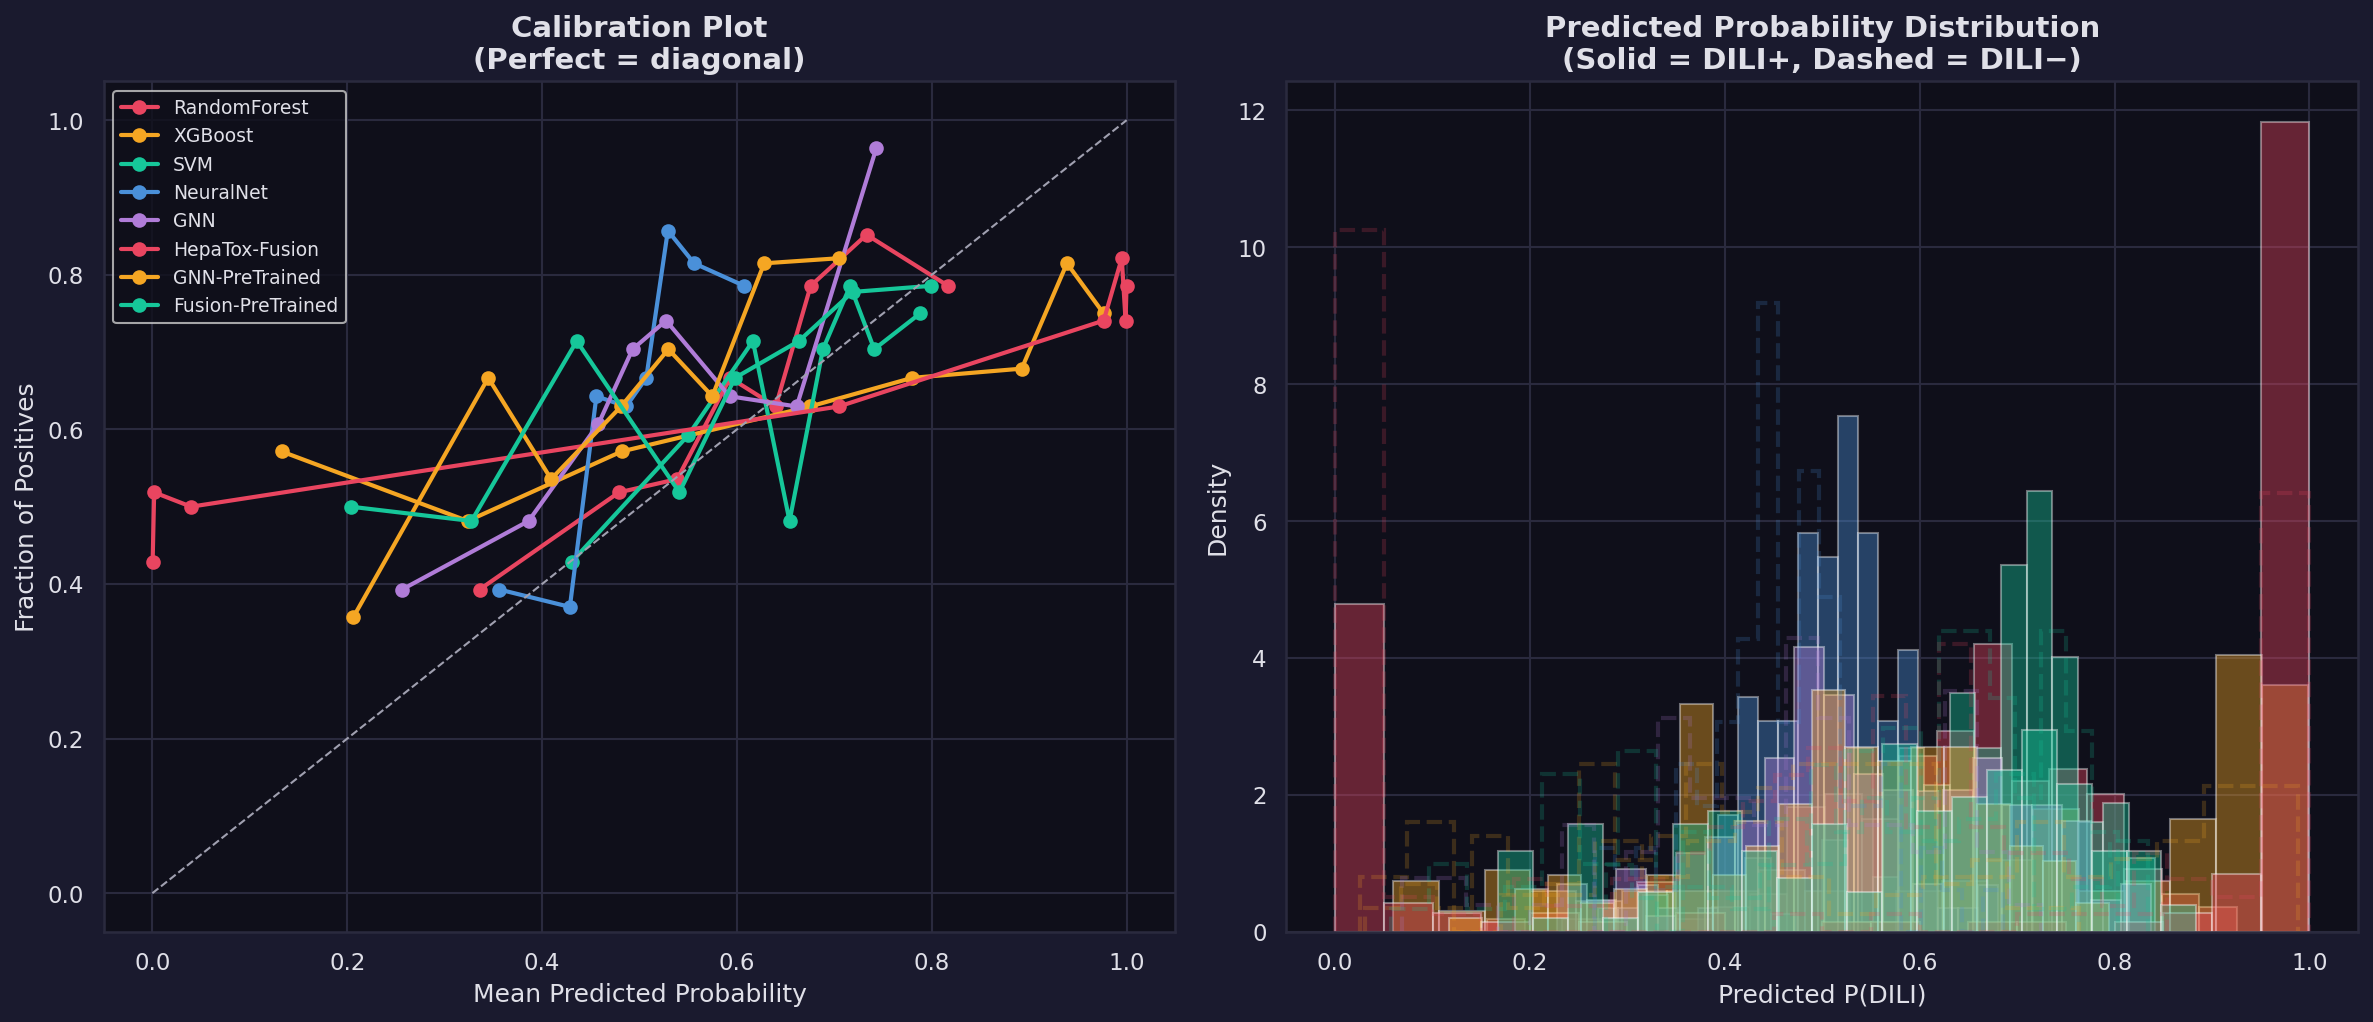 Calibration Plot
(Perfect = diagonal)
RandomForest
XGBoost
SVM
NeuralNet
GNN
HepaTox-Fusion
GNN-PreTrained
Fusion-PreTrained
1.0
0.8
0.6
0.4
0.2
0.0
Fraction of Positives
0.0 0.2 0.4 0.6 0.8 1.0
Mean Predicted Probability
Predicted Probability Distribution
(Solid = DILI+, Dashed = DILI−)
12
10
8
6
4
2
0
Density
0.0 0.2 0.4 0.6 0.8 1.0
Predicted P(DILI)